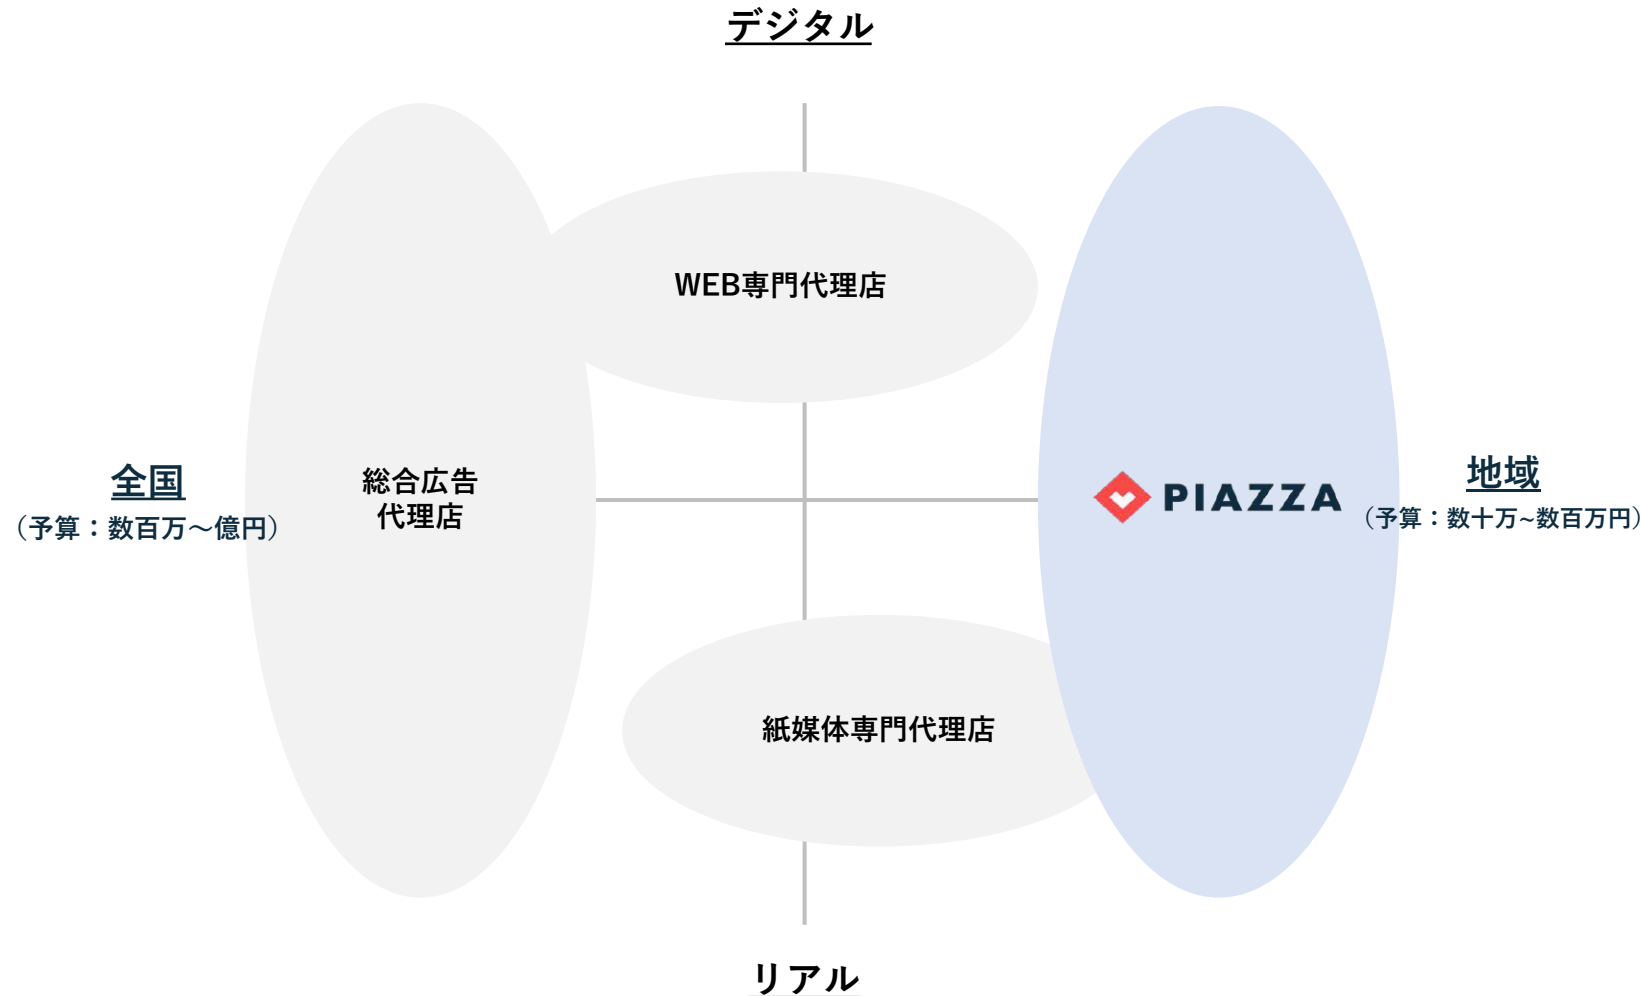 デジタル
WEB専門代理店
全国
（予算：数百万～億円）
総合広告
代理店
PIAZZA
地域
（予算：数十万~数百万円）
紙媒体専門代理店
リアル